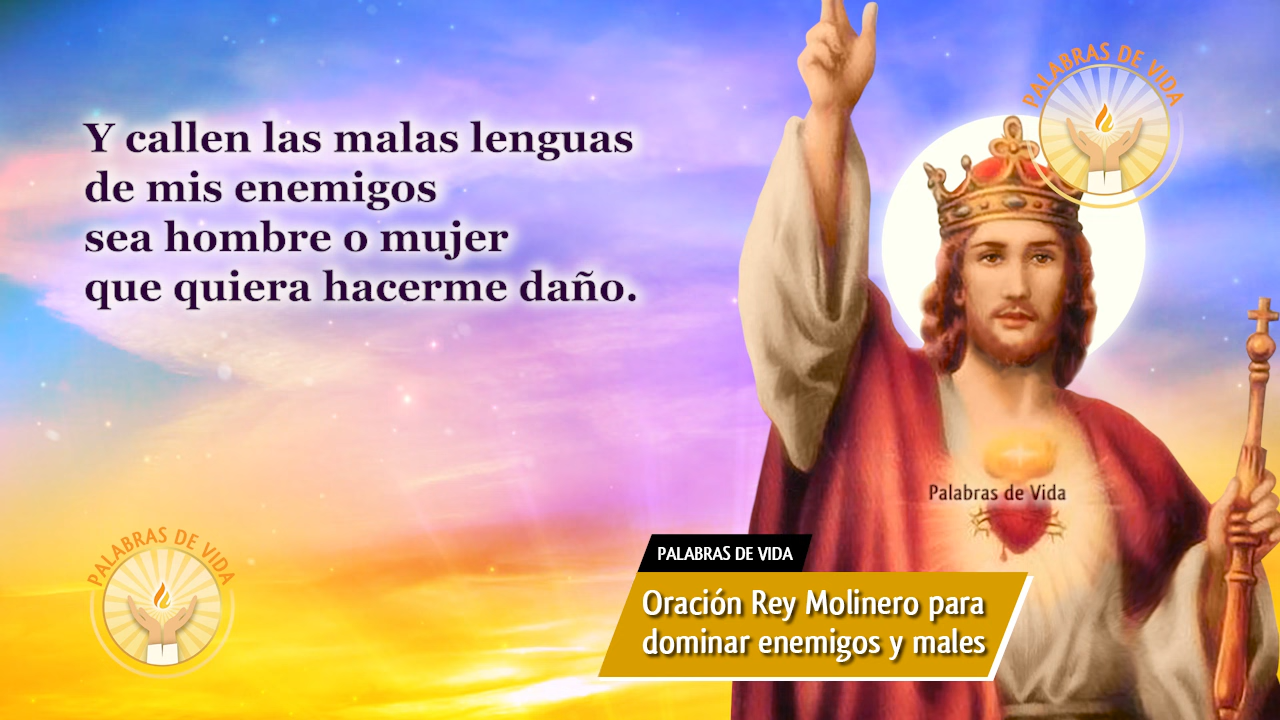 Y callen las malas lenguas
de mis enemigos
sea hombre o mujer
que quiera hacerme daño.
PALABRAS DE VIDA
Palabras de Vida
PALABRAS DE VIDA
PALABRAS DE VIDA
Oración Rey Molinero para
dominar enemigos y males